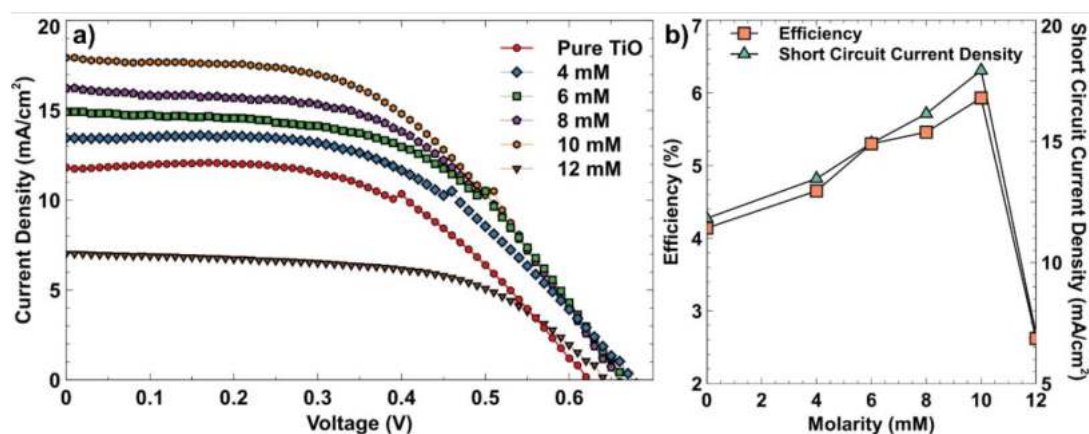 a)
Pure TiO
4 mM
6 mM
8 mM
10 mM
12 mM
Current Density (mA/cm²)
20
15
10
5
0
0
0.1
0.2
0.3
0.4
0.5
0.6
Voltage (V)
b)
Efficiency
Short Circuit Current Density
Efficiency (%)
7
6
5
4
3
2
0
2
4
6
8
10
12
Molarity (mM)
20
15
10
5
Short Circuit Current Density (mA/cm²)